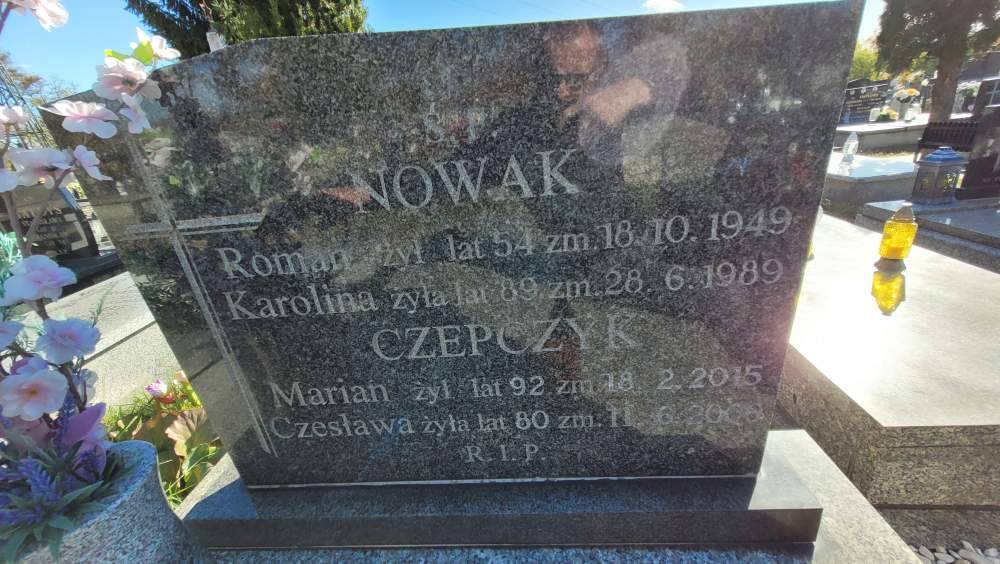 Ś.P.
NOWAK
Roman żył lat 54 zm. 18. 10. 1949
Karolina żyła lat 89 zm. 28. 6. 1989
CZEPCZYK
Marian żył lat 92 zm. 18. 2. 2015
Czesława żyła lat 80 zm. 11. 6.
R. I. P.